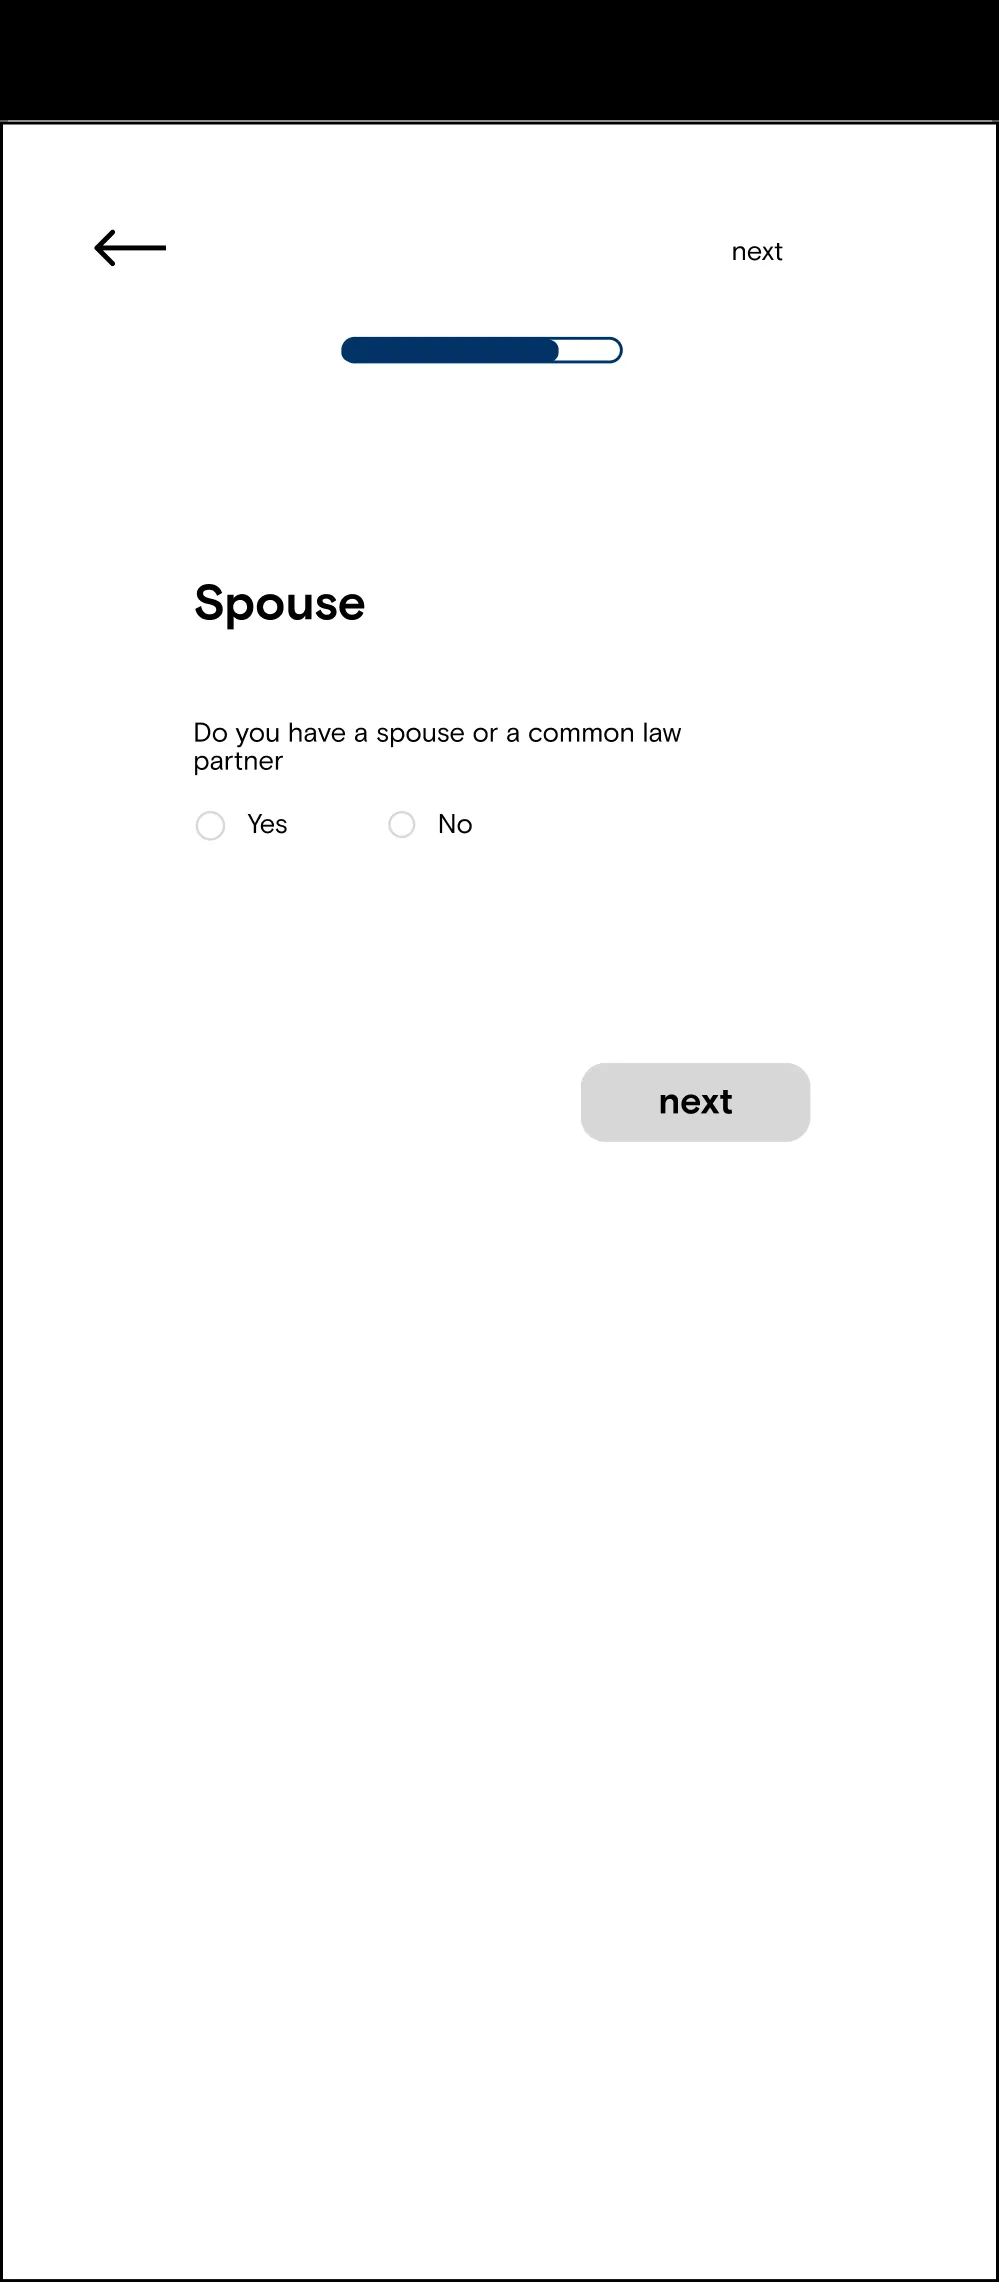 next
Spouse
Do you have a spouse or a common law
partner
Yes No
next